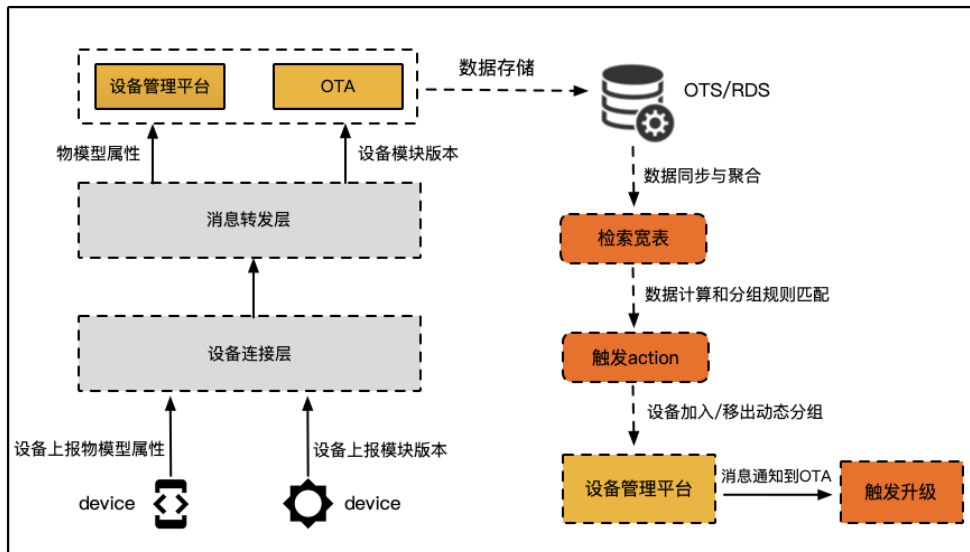 设备管理平台
OTA
数据存储
OTS/RDS
物模型属性
设备模块版本
消息转发层
数据同步与聚合
检索宽表
数据计算和分组规则匹配
设备连接层
触发action
设备加入/移出动态分组
设备上报物模型属性
设备上报模块版本
device
device
设备管理平台
消息通知到OTA
触发升级